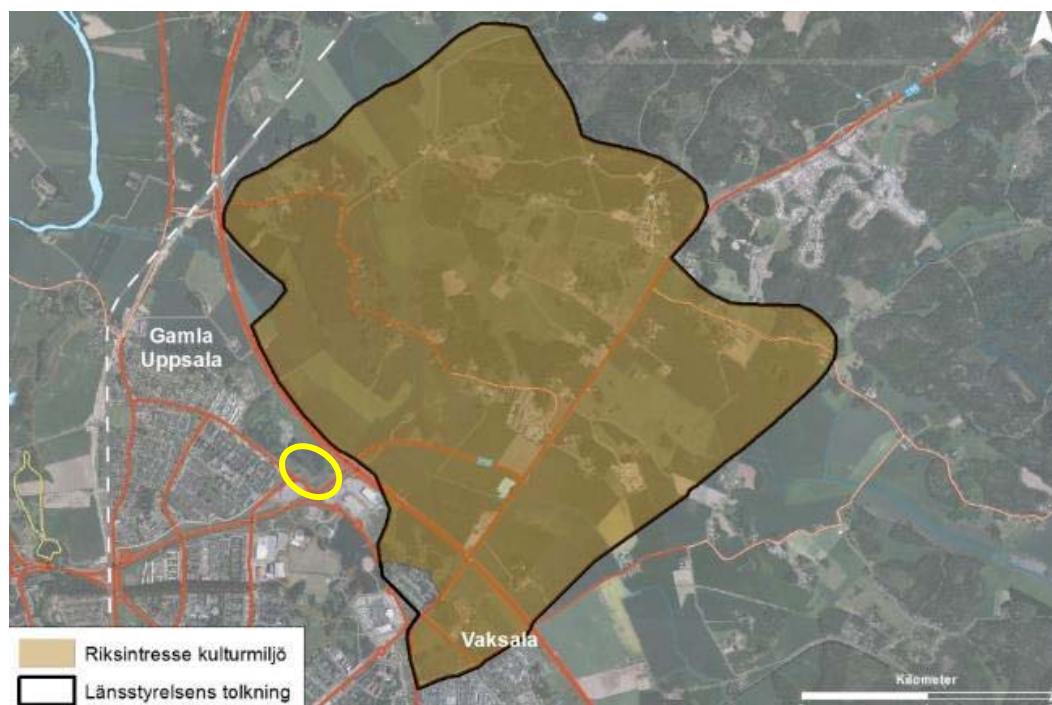 Gamla
Uppsala
Vaksala
Riksintresse kulturmiljö
Länsstyrelsens tolkning
Kilometer